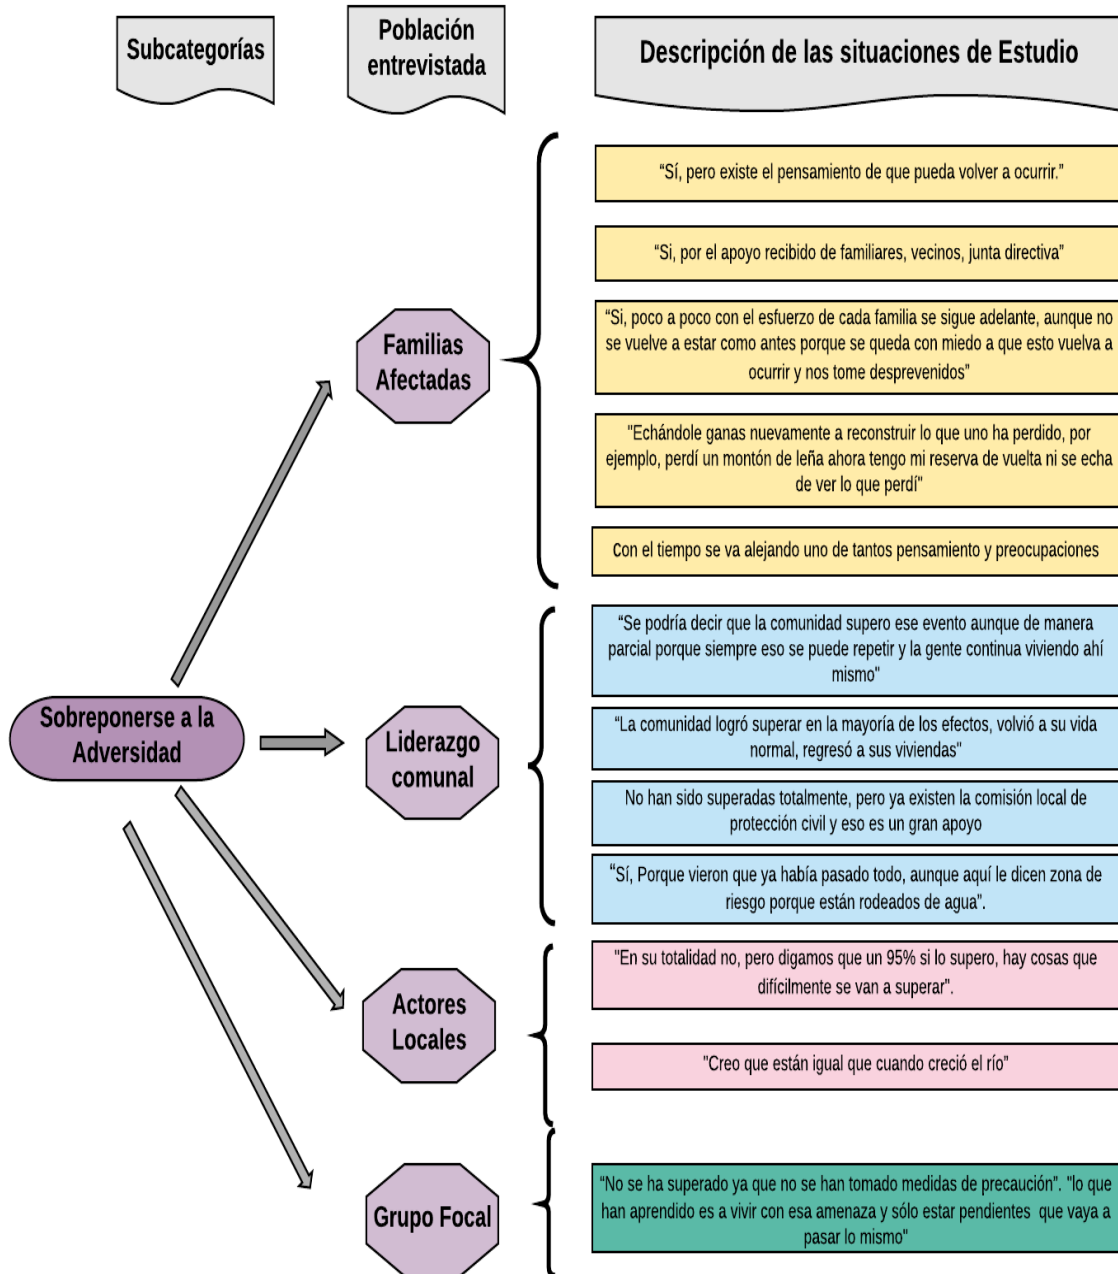 Subcategorías
Población
entrevistada
Descripción de las situaciones de Estudio
Sobreponerse a la
Adversidad
Familias
Afectadas
“Sí, pero existe el pensamiento de que pueda volver a ocurrir.”
“Si, por el apoyo recibido de familiares, vecinos, junta directiva”
“Si, poco a poco con el esfuerzo de cada familia se sigue adelante, aunque no
se vuelve a estar como antes porque se queda con miedo a que esto vuelva a
ocurrir y nos tome desprevenidos”
"Echándole ganas nuevamente a reconstruir lo que uno ha perdido, por
ejemplo, perdí un montón de leña ahora tengo mi reserva de vuelta ni se echa
de ver lo que perdí"
Con el tiempo se va alejando uno de tantos pensamiento y preocupaciones
Liderazgo
comunal
“Se podría decir que la comunidad supero ese evento aunque de manera
parcial porque siempre eso se puede repetir y la gente continua viviendo ahí
mismo"
"La comunidad logró superar en la mayoría de los efectos, volvió a su vida
normal, regresó a sus viviendas"
No han sido superadas totalmente, pero ya existen la comisión local de
protección civil y eso es un gran apoyo
“Sí, Porque vieron que ya había pasado todo, aunque aquí le dicen zona de
riesgo porque están rodeados de agua”.
Actores
Locales
"En su totalidad no, pero digamos que un 95% si lo supero, hay cosas que
difícilmente se van a superar".
"Creo que están igual que cuando creció el río”
Grupo Focal
“No se ha superado ya que no se han tomado medidas de precaución”. "lo que
han aprendido es a vivir con esa amenaza y sólo estar pendientes que vaya a
pasar lo mismo"